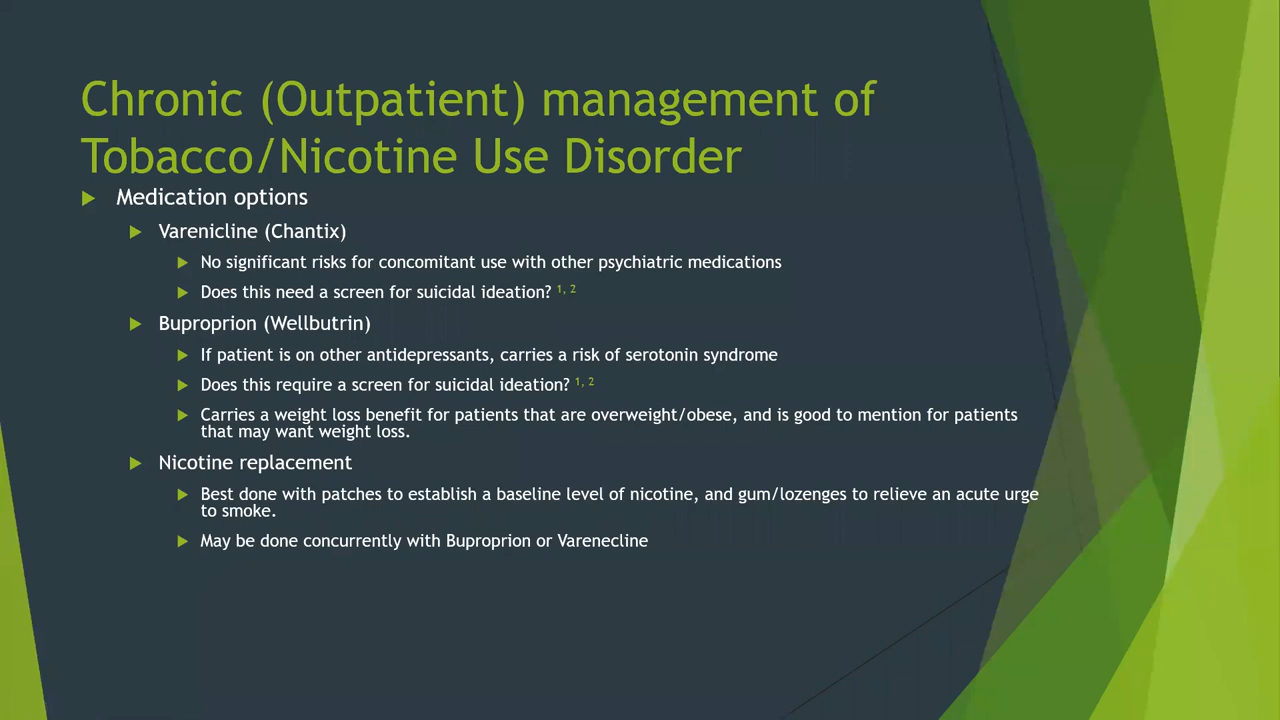 Chronic (Outpatient) management of
Tobacco/Nicotine Use Disorder
Medication options
Varenicline (Chantix)
No significant risks for concomitant use with other psychiatric medications
Does this need a screen for suicidal ideation? 1, 2
Buproprion (Wellbutrin)
If patient is on other antidepressants, carries a risk of serotonin syndrome
Does this require a screen for suicidal ideation? 1, 2
Carries a weight loss benefit for patients that are overweight/obese, and is good to mention for patients
that may want weight loss.
Nicotine replacement
Best done with patches to establish a baseline level of nicotine, and gum/lozenges to relieve an acute urge
to smoke.
May be done concurrently with Buproprion or Varenecline